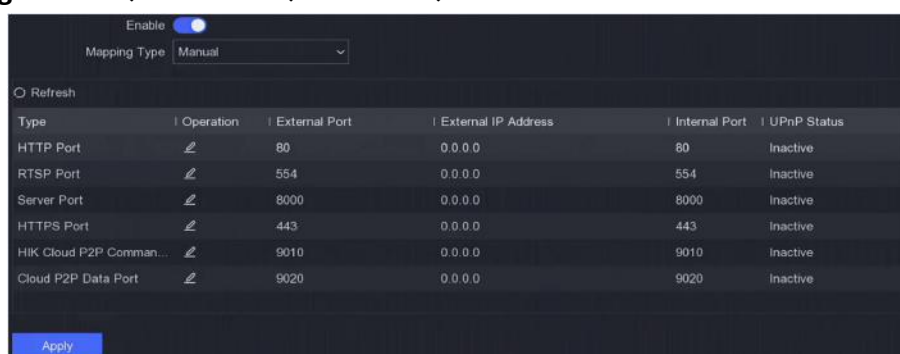 Enable
Mapping Type Manual
Refresh
Type Operation External Port External IP Address Internal Port UPnP Status
HTTP Port 80 0.0.0.0 80 Inactive
RTSP Port 554 0.0.0.0 554 Inactive
Server Port 8000 0.0.0.0 8000 Inactive
HTTPS Port 443 0.0.0.0 443 Inactive
HIK Cloud P2P Comman... 9010 0.0.0.0 9010 Inactive
Cloud P2P Data Port 9020 0.0.0.0 9020 Inactive
Apply